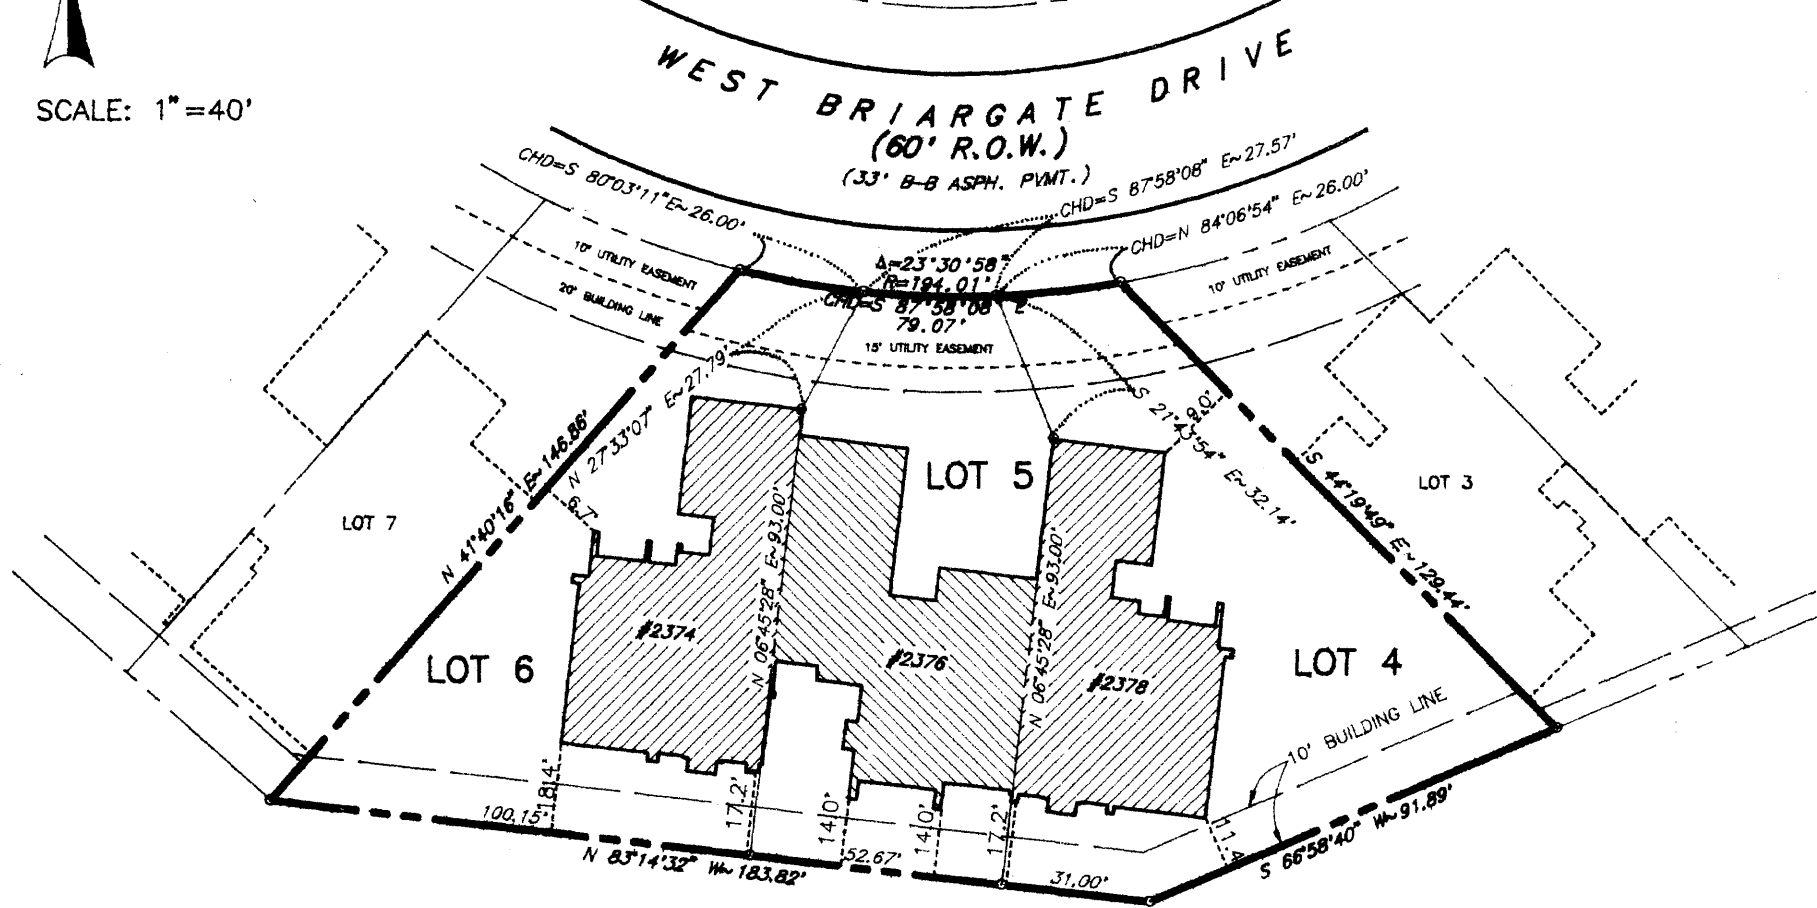 SCALE: 1"=40'
WEST BRIARGATE DRIVE
(60' R.O.W.)
(33' B-B ASPH. PVMT.)
CHD=S 80°03'11"E~26.00'
CHD=S 87°58'08" E~27.57'
CHD=N 84°06'54" E~26.00'
10' UTILITY EASEMENT
20' BUILDING LINE
Δ=23°30'58"
R=194.01'
CHD=S 87°58'08" E
79.07'
15' UTILITY EASEMENT
10' UTILITY EASEMENT
N 41°40'16" E~146.86'
N 27°33'07" E~27.79'
6.7'
S 21°43'54" E~32.14'
9.0'
S 44°19'49" E~129.44'
LOT 7
LOT 5
LOT 3
N 06°45'28" E~93.00'
N 06°45'28" E~93.00'
#2374
#2376
#2378
LOT 6
LOT 4
10' BUILDING LINE
18.4'
17.2'
14.0'
14.0'
17.2'
11.4
100.15'
52.67'
31.00'
N 83°14'32" W~183.82'
S 66°58'40" W~91.89'